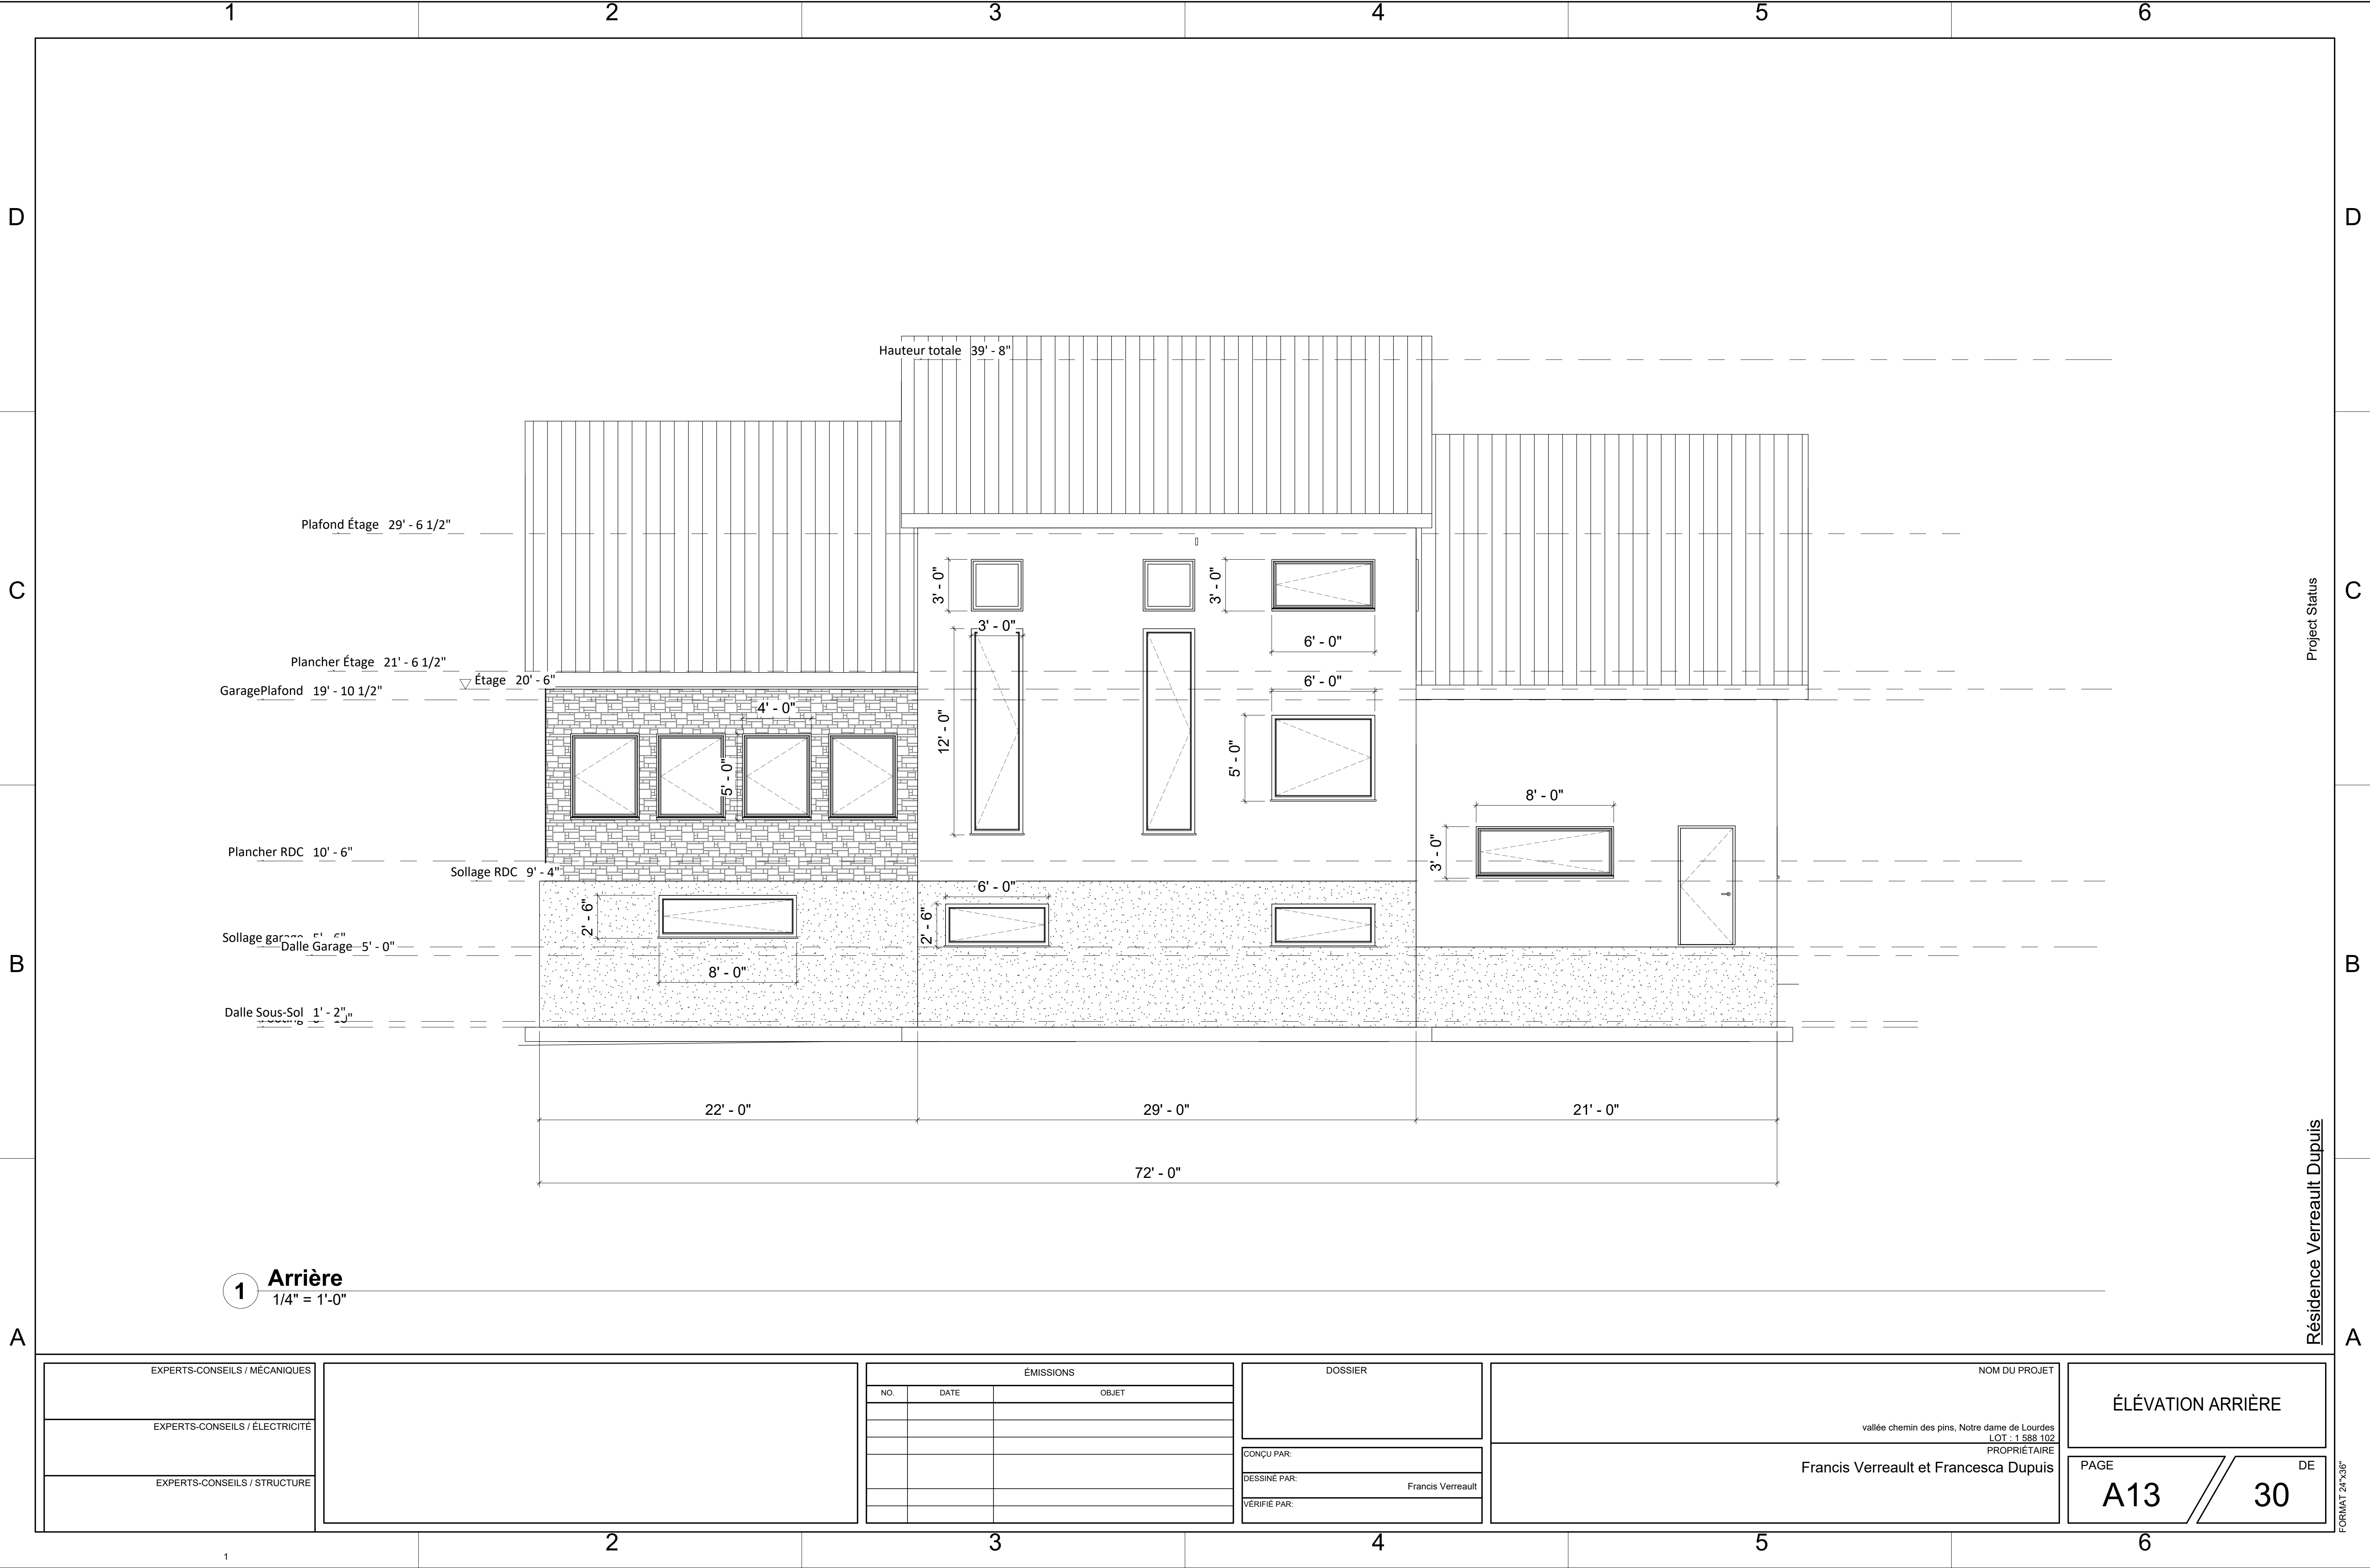 1 2 3 4 5 6
D D
Hauteur totale 39' - 8"
Plafond Étage 29' - 6 1/2"
3' - 0"
3' - 0"
C C
Project Status
3' - 0"
6' - 0"
Plancher Étage 21' - 6 1/2"
Étage 20' - 6"
GaragePlafond 19' - 10 1/2"
6' - 0"
4' - 0"
12' - 0"
5' - 0"
5' - 0"
8' - 0"
3' - 0"
Plancher RDC 10' - 6"
Sollage RDC 9' - 4"
6' - 0"
2' - 6"
2' - 6"
Sollage garage 5' - 6"
Dalle Garage 5' - 0"
B B
8' - 0"
Dalle Sous-Sol 1' - 2"
22' - 0" 29' - 0" 21' - 0"
72' - 0"
Résidence Verreault Dupuis
1 Arrière
1/4" = 1'-0"
A A
EXPERTS-CONSEILS / MÉCANIQUES
EXPERTS-CONSEILS / ÉLECTRICITÉ
EXPERTS-CONSEILS / STRUCTURE
ÉMISSIONS
NO. DATE OBJET
DOSSIER
CONÇU PAR:
DESSINÉ PAR:
Francis Verreault
VÉRIFIÉ PAR:
NOM DU PROJET
vallée chemin des pins, Notre dame de Lourdes
LOT : 1 588 102
PROPRIÉTAIRE
Francis Verreault et Francesca Dupuis
ÉLÉVATION ARRIÈRE
PAGE DE
A13 30
FORMAT 24"x36"
2 3 4 5 6
1